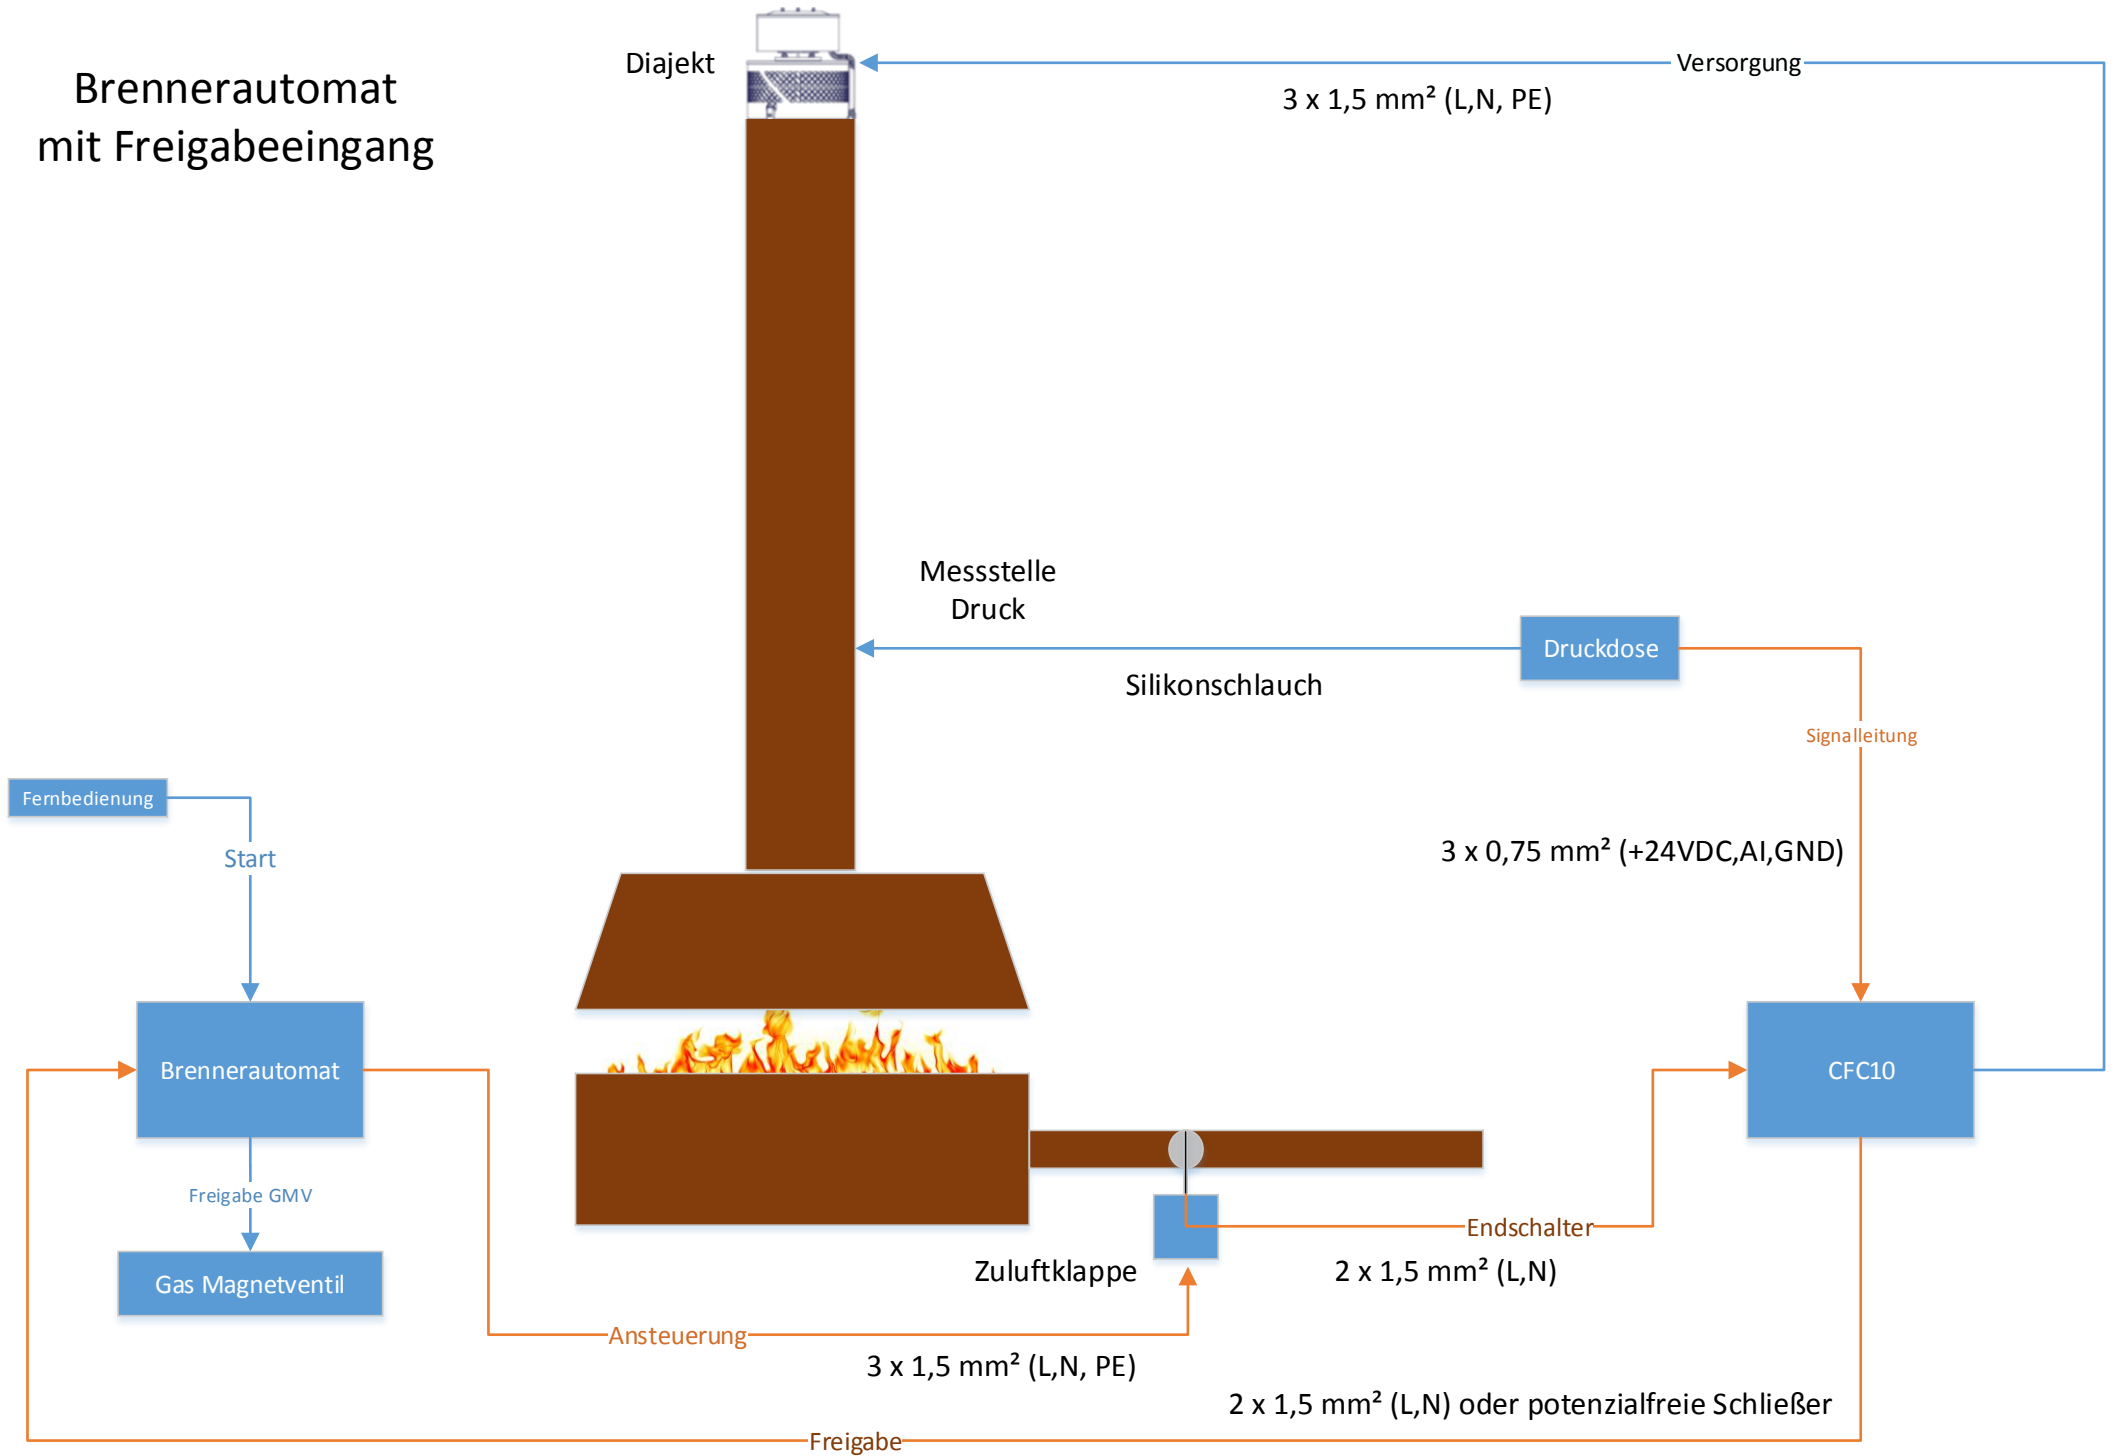 Brennerautomat
mit Freigabeeingang
Diajekt
Versorgung
3 x 1,5 mm² (L,N, PE)
Messstelle
Druck
Druckdose
Silikonschlauch
Signalleitung
Fernbedienung
Start
3 x 0,75 mm² (+24VDC,AI,GND)
Brennerautomat
CFC10
Freigabe GMV
Endschalter
Zuluftklappe
2 x 1,5 mm² (L,N)
Gas Magnetventil
Ansteuerung
3 x 1,5 mm² (L,N, PE)
2 x 1,5 mm² (L,N) oder potenzialfreie Schließer
Freigabe